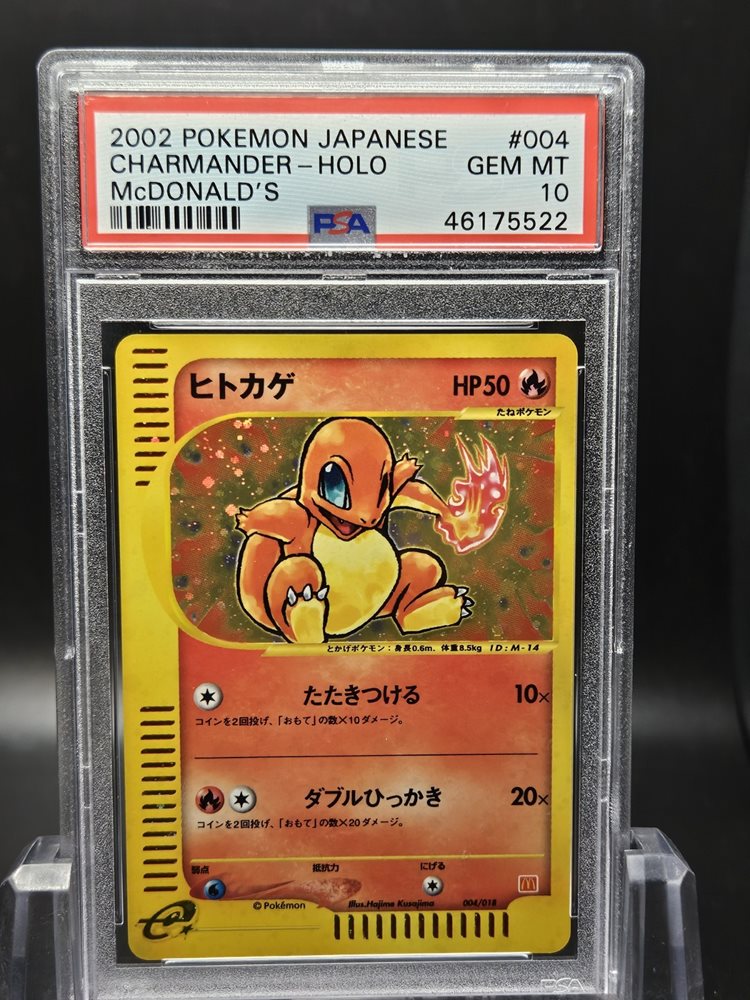 2002 POKEMON JAPANESE #004
CHARMANDER-HOLO GEM MT
McDONALD'S 10
PSA 46175522
ヒトカゲ HP50
たねポケモン
とかげポケモン:身長0.6m. 体重8.5kg ID:M-14
たたきつける 10×
コインを2回投げ、「おもて」の数×10ダメージ。
ダブルひっかき 20×
コインを2回投げ、「おもて」の数×20ダメージ。
弱点 抵抗力 にげる
©Pokémon Illus.Hajime Kusajima 004/018
e
PSA